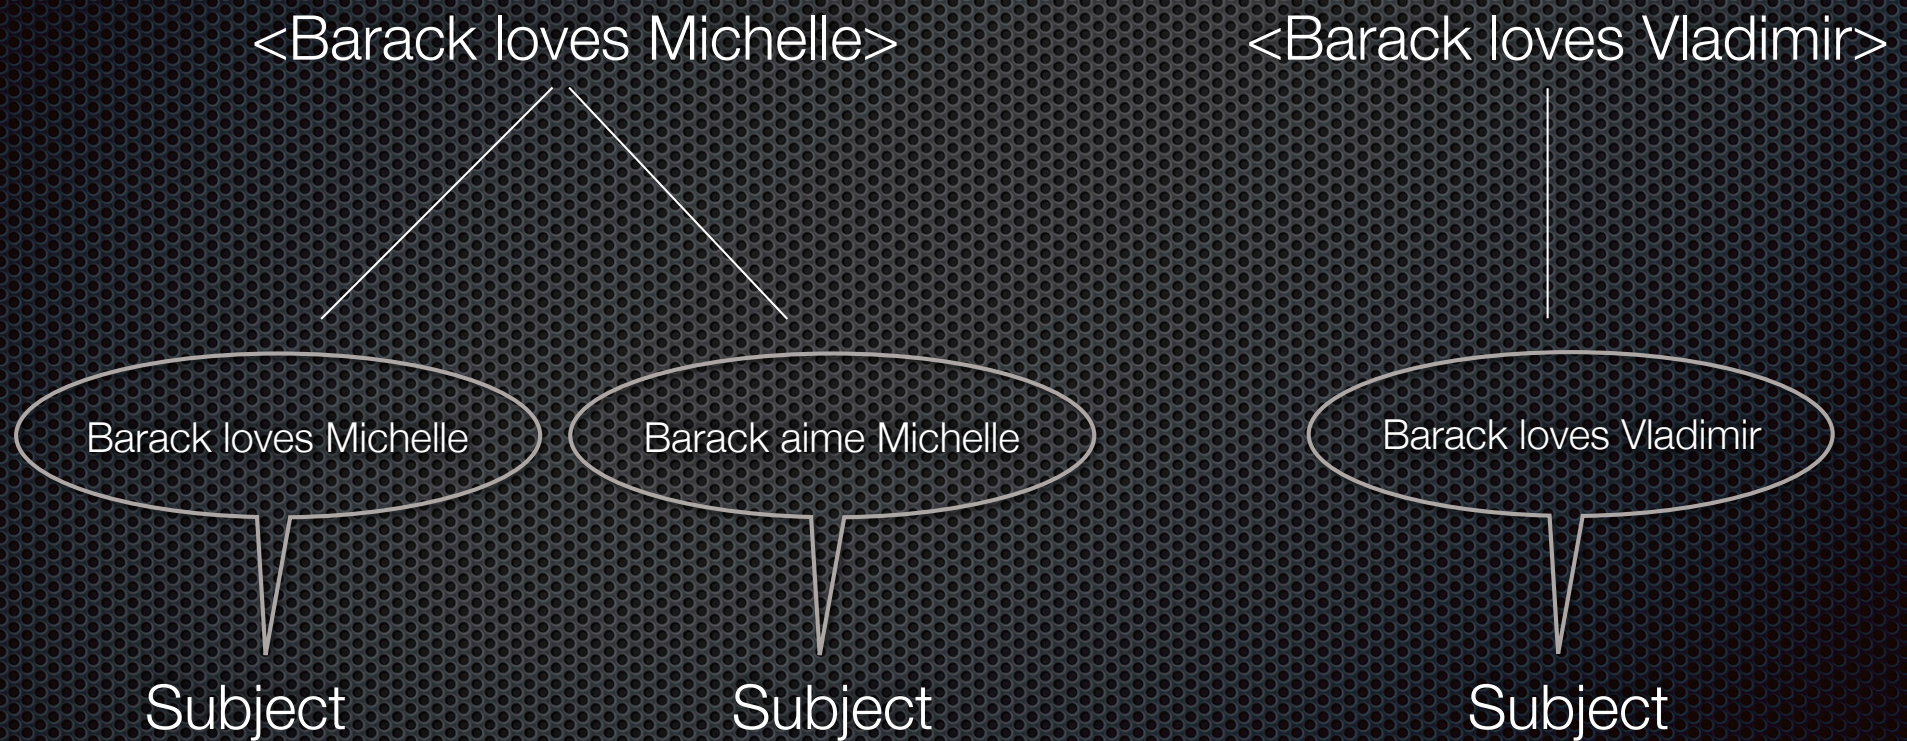 <Barack loves Michelle>
<Barack loves Vladimir>
Barack loves Michelle
Barack aime Michelle
Barack loves Vladimir
Subject
Subject
Subject